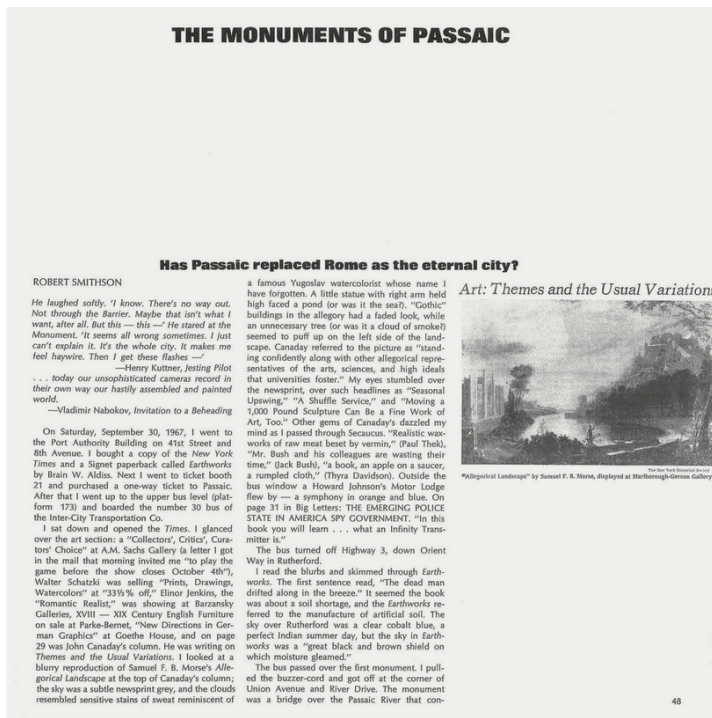 THE MONUMENTS OF PASSAIC
Has Passaic replaced Rome as the eternal city?
ROBERT SMITHSON
He laughed softly. 'I know. There's no way out.
Not through the Barrier. Maybe that isn't what I
want, after all. But this — this —' He stared at the
Monument. 'It seems all wrong sometimes. I just
can't explain it. It's the whole city. It makes me
feel haywire. Then I get these flashes —'
—Henry Kuttner, Jesting Pilot
. . . today our unsophisticated cameras record in
their own way our hastily assembled and painted
world.
—Vladimir Nabokov, Invitation to a Beheading
On Saturday, September 30, 1967, I went to
the Port Authority Building on 41st Street and
8th Avenue. I bought a copy of the New York
Times and a Signet paperback called Earthworks
by Brain W. Aldiss. Next I went to ticket booth
21 and purchased a one-way ticket to Passaic.
After that I went up to the upper bus level (plat-
form 173) and boarded the number 30 bus of
the Inter-City Transportation Co.
I sat down and opened the Times. I glanced
over the art section: a "Collectors', Critics', Cura-
tors' Choice" at A.M. Sachs Gallery (a letter I got
in the mail that morning invited me "to play the
game before the show closes October 4th"),
Walter Schatzki was selling "Prints, Drawings,
Watercolors" at "33⅓% off," Elinor Jenkins, the
"Romantic Realist," was showing at Barzansky
Galleries, XVIII — XIX Century English Furniture
on sale at Parke-Bernet, "New Directions in Ger-
man Graphics" at Goethe House, and on page
29 was John Canaday's column. He was writing on
Themes and the Usual Variations. I looked at a
blurry reproduction of Samuel F. B. Morse's Alle-
gorical Landscape at the top of Canaday's column;
the sky was a subtle newsprint grey, and the clouds
resembled sensitive stains of sweat reminiscent of
a famous Yugoslav watercolorist whose name I
have forgotten. A little statue with right arm held
high faced a pond (or was it the sea?). "Gothic"
buildings in the allegory had a faded look, while
an unnecessary tree (or was it a cloud of smoke?)
seemed to puff up on the left side of the land-
scape. Canaday referred to the picture as "stand-
ing confidently along with other allegorical repre-
sentatives of the arts, sciences, and high ideals
that universities foster." My eyes stumbled over
the newsprint, over such headlines as "Seasonal
Upswing," "A Shuffle Service," and "Moving a
1,000 Pound Sculpture Can Be a Fine Work of
Art, Too." Other gems of Canaday's dazzled my
mind as I passed through Secaucus. "Realistic wax-
works of raw meat beset by vermin," (Paul Thek),
"Mr. Bush and his colleagues are wasting their
time," (Jack Bush), "a book, an apple on a saucer,
a rumpled cloth," (Thyra Davidson). Outside the
bus window a Howard Johnson's Motor Lodge
flew by — a symphony in orange and blue. On
page 31 in Big Letters: THE EMERGING POLICE
STATE IN AMERICA SPY GOVERNMENT. "In this
book you will learn . . . what an Infinity Trans-
mitter is."
The bus turned off Highway 3, down Orient
Way in Rutherford.
I read the blurbs and skimmed through Earth-
works. The first sentence read, "The dead man
drifted along in the breeze." It seemed the book
was about a soil shortage, and the Earthworks re-
ferred to the manufacture of artificial soil. The
sky over Rutherford was a clear cobalt blue, a
perfect Indian summer day, but the sky in Earth-
works was a "great black and brown shield on
which moisture gleamed."
The bus passed over the first monument. I pull-
ed the buzzer-cord and got off at the corner of
Union Avenue and River Drive. The monument
was a bridge over the Passaic River that con-
Art: Themes and the Usual Variations
The New York Historical Society
"Allegorical Landscape" by Samuel F. B. Morse, displayed at Marlborough-Gerson Gallery
48